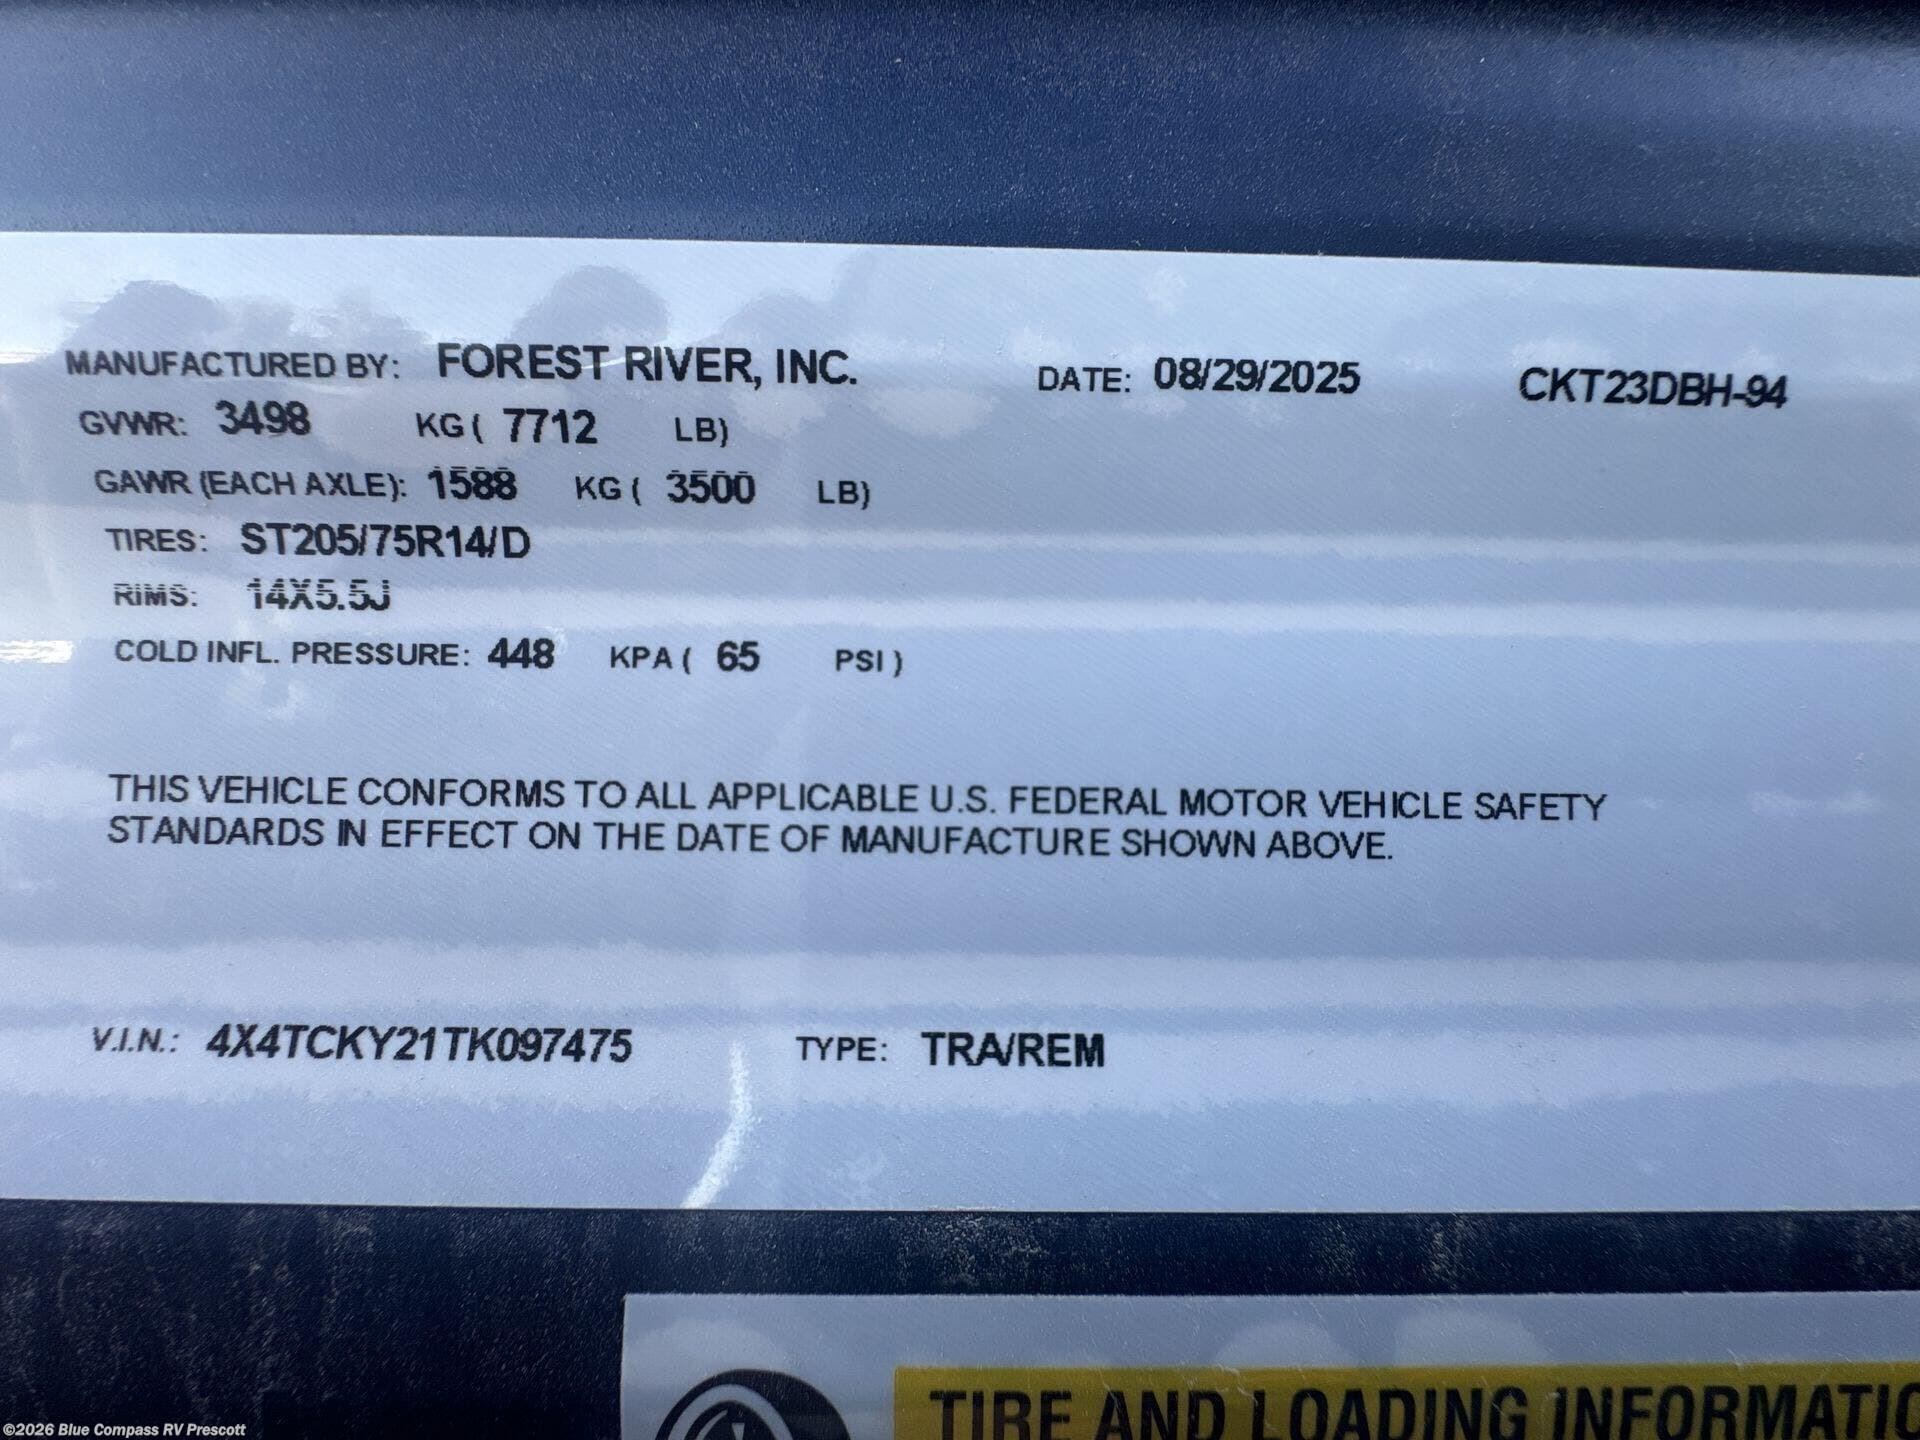 MANUFACTURED BY: FOREST RIVER, INC. DATE: 08/29/2025 CKT23DBH-94
GVWR: 3498 KG ( 7712 LB)
GAWR (EACH AXLE): 1588 KG ( 3500 LB)
TIRES: ST205/75R14/D
RIMS: 14X5.5J
COLD INFL. PRESSURE: 448 KPA ( 65 PSI )
THIS VEHICLE CONFORMS TO ALL APPLICABLE U.S. FEDERAL MOTOR VEHICLE SAFETY
STANDARDS IN EFFECT ON THE DATE OF MANUFACTURE SHOWN ABOVE.
V.I.N.: 4X4TCKY21TK097475 TYPE: TRA/REM
TIRE AND LOADING INFORMATIO
©2026 Blue Compass RV Prescott